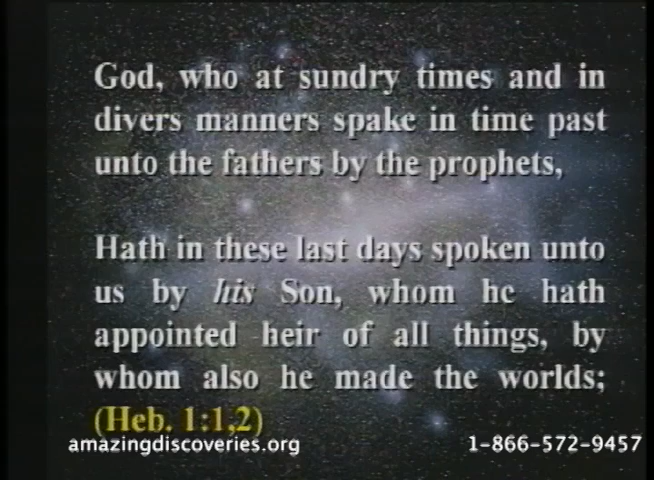 God, who at sundry times and in
divers manners spake in time past
unto the fathers by the prophets,
Hath in these last days spoken unto
us by his Son, whom he hath
appointed heir of all things, by
whom also he made the worlds;
(Heb. 1:1,2)
amazingdiscoveries.org 1-866-572-9457